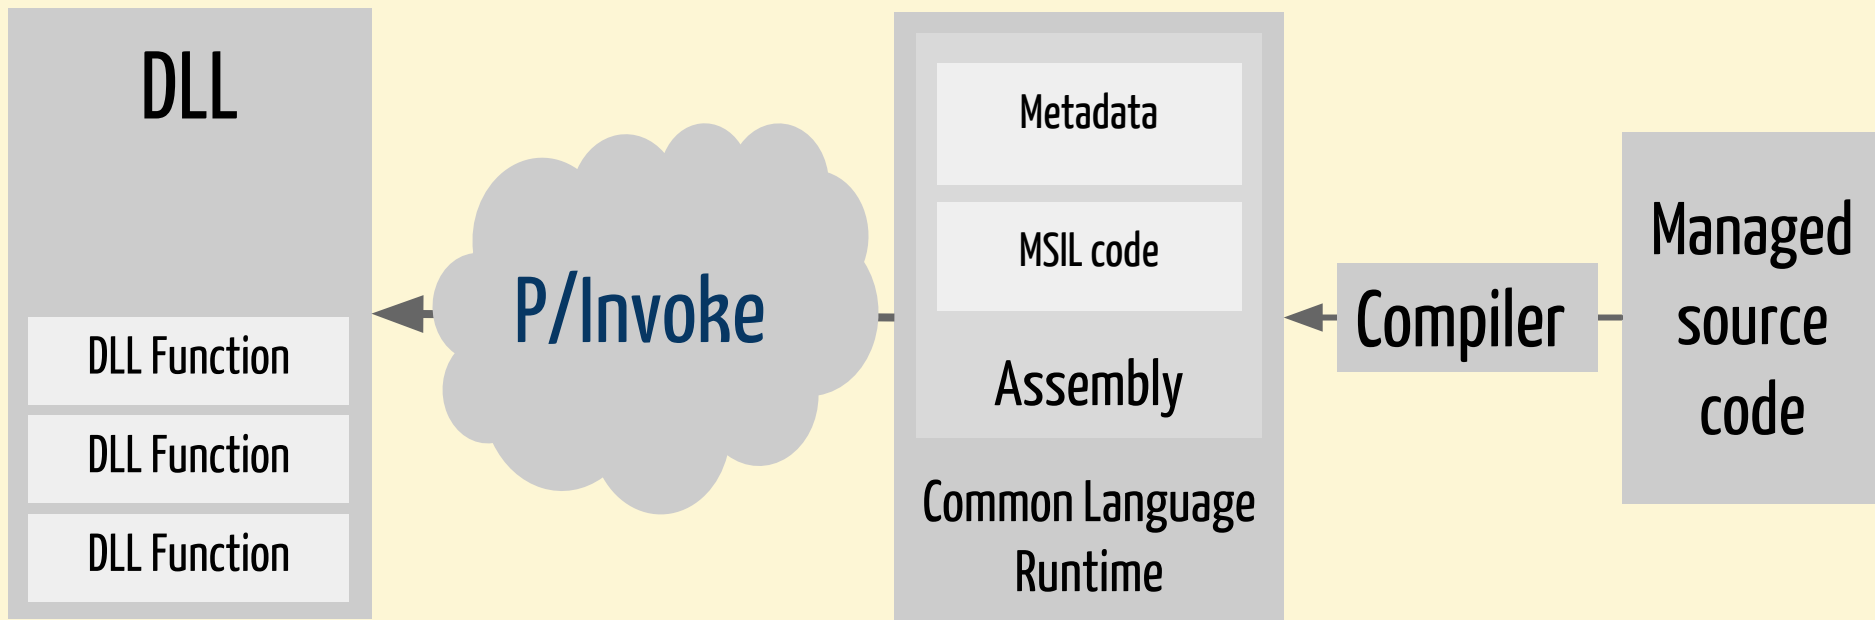 DLL
DLL Function
DLL Function
DLL Function
P/Invoke
Metadata
MSIL code
Assembly
Common Language
Runtime
Compiler
Managed
source
code